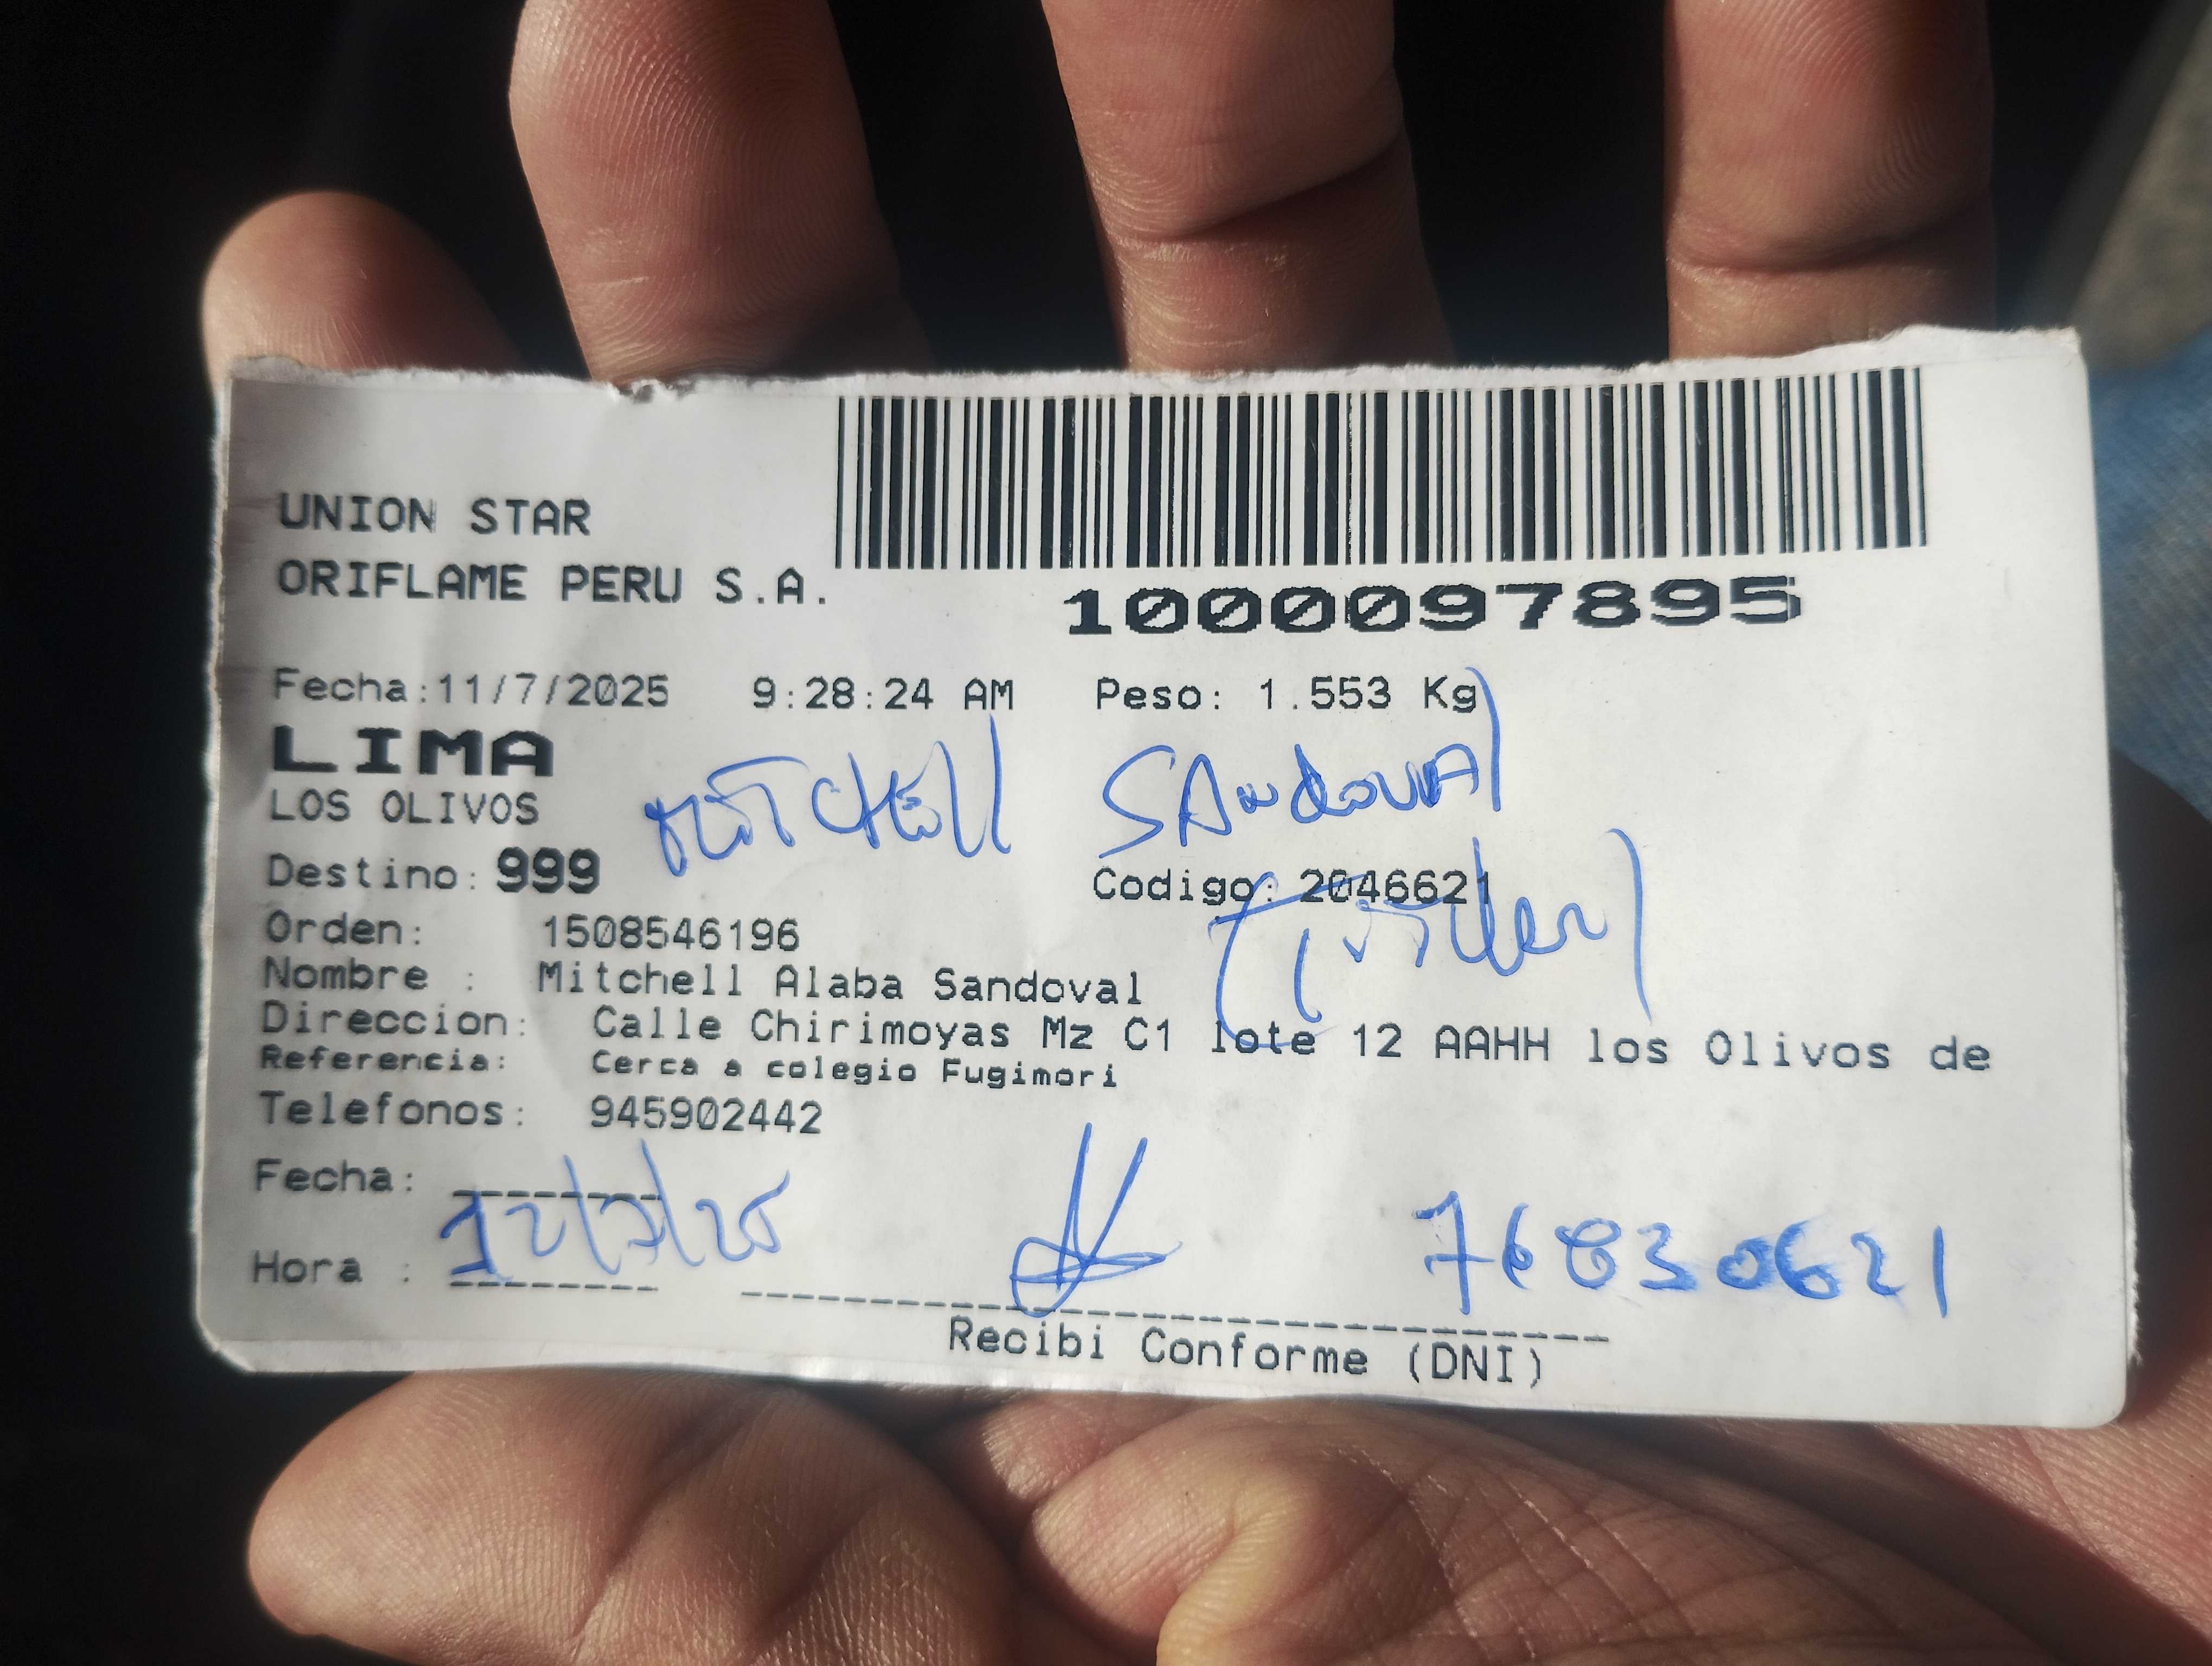 UNION STAR
ORIFLAME PERU S.A.
1000097895
Fecha:11/7/2025 9:28:24 AM Peso: 1.553 Kg
LIMA
LOS OLIVOS
MITCHEll SANdOVAl
Destino: 999 Codigo: 2046621
(Titular)
Orden: 1508546196
Nombre : Mitchell Alaba Sandoval
Direccion: Calle Chirimoyas Mz C1 lote 12 AAHH los Olivos de
Referencia: Cerca a colegio Fugimori
Telefonos: 945902442
Fecha: 12/7/25
76830621
Hora :
Recibi Conforme (DNI)